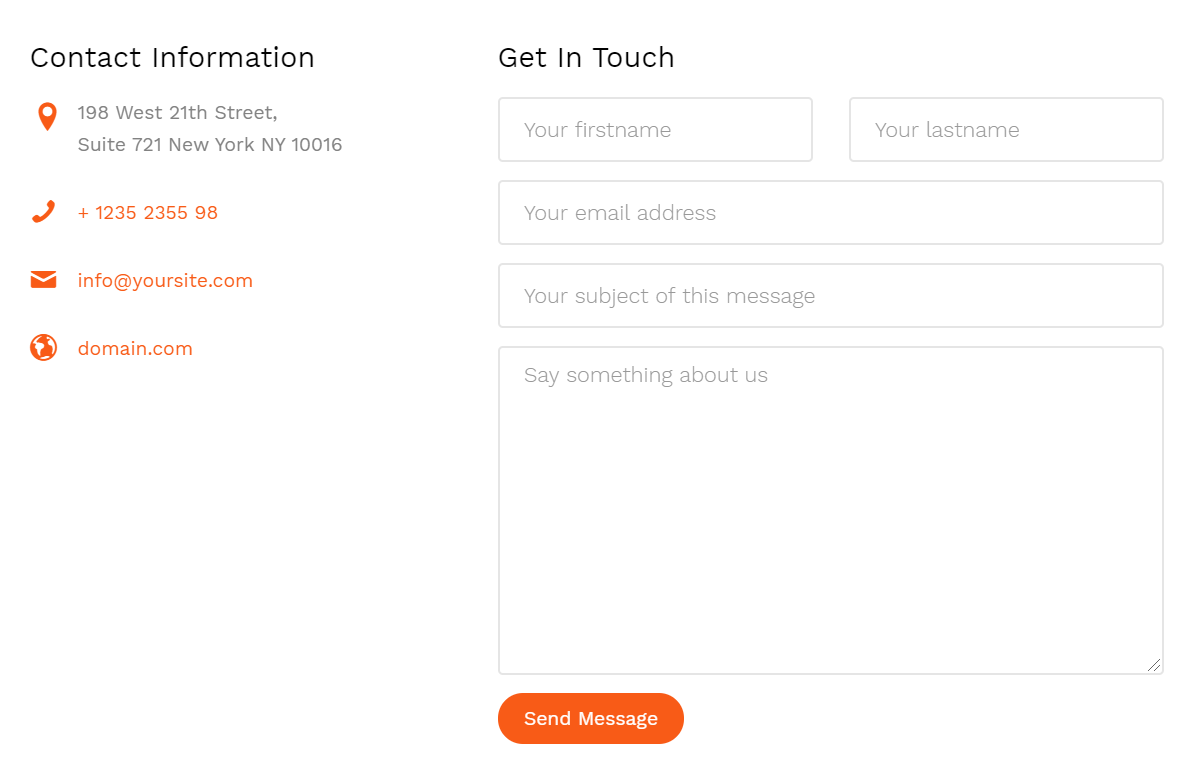 Contact Information
198 West 21th Street,
Suite 721 New York NY 10016
+ 1235 2355 98
info@yoursite.com
domain.com
Get In Touch
Your firstname
Your lastname
Your email address
Your subject of this message
Say something about us
Send Message